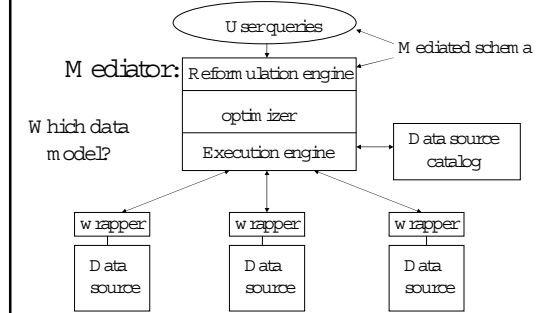 User queries
Mediated schema
Mediator:
Reformulation engine
optimizer
Which data
model?
Execution engine
Data source
catalog
wrapper
wrapper
wrapper
Data
source
Data
source
Data
source